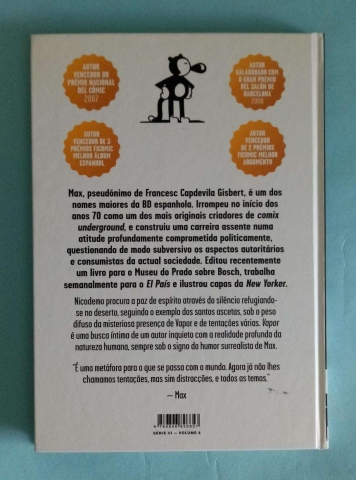 AUTOR
VENCEDOR DO
PRÉMIO NACIONAL
DEL CÓMIC
2007
AUTOR
GALARDOADO COM
O GRAN PREMIO
DEL SALÓN DE
BARCELONA
2000
AUTOR
VENCEDOR DE 3
PRÉMIOS FICOMIC
MELHOR ÁLBUM
ESPANHOL
AUTOR
VENCEDOR
DE 2 PRÉMIOS
FICOMIC MELHOR
ARGUMENTO
Max, pseudónimo de Francesc Capdevila Gisbert, é um dos
nomes maiores da BD espanhola. Irrompeu no início dos
anos 70 como um dos mais originais criadores de comix
underground, e construiu uma carreira assente numa
atitude profundamente comprometida politicamente,
questionando de modo subversivo os aspectos autoritários
e consumistas da actual sociedade. Editou recentemente
um livro para o Museu do Prado sobre Bosch, trabalha
semanalmente para o El País e ilustrou capas da New Yorker.
Nicodemo procura a paz de espírito através do silêncio refugiando-
se no deserto, seguindo o exemplo dos santos ascetas, sob o peso
difuso da misteriosa presença de Vapor e de tentações várias. Vapor
é uma busca íntima de um autor inquieto com a realidade profunda da
natureza humana, sempre sob o signo do humor surrealista de Max.
"É uma metáfora para o que se passa com o mundo. Agora já não lhes
chamamos tentações, mas sim distracções, e todos as temos."
— Max
SÉRIE II — VOLUME